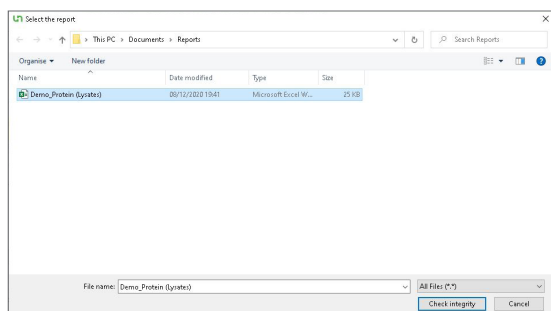 Select the report
This PC > Documents > Reports
Search Reports
Organise New folder
Name Date modified Type Size
Demo_Protein (Lysates) 08/12/2020 19:41 Microsoft Excel W... 25 KB
File name: Demo_Protein (Lysates) All Files (*.*)
Check integrity Cancel